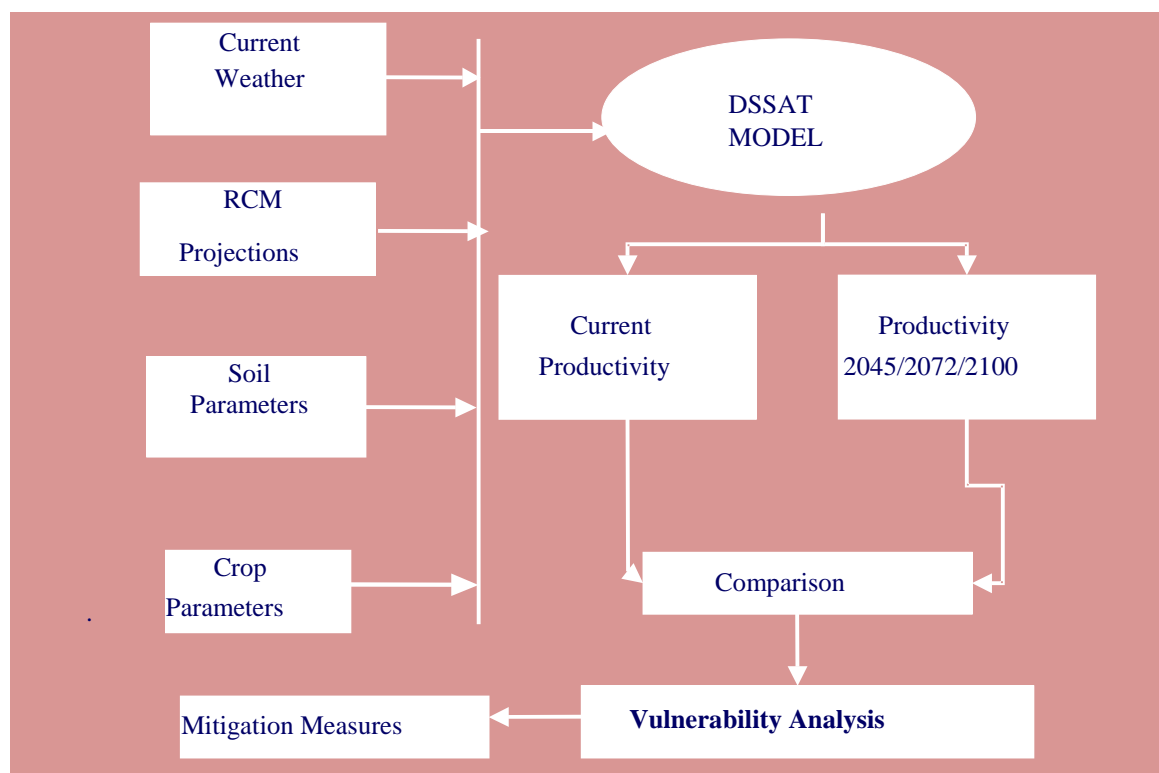 Current
Weather
DSSAT
MODEL
RCM
Projections
Current
Productivity
Productivity
2045/2072/2100
Soil
Parameters
Crop
Parameters
.
Comparison
Mitigation Measures
Vulnerability Analysis